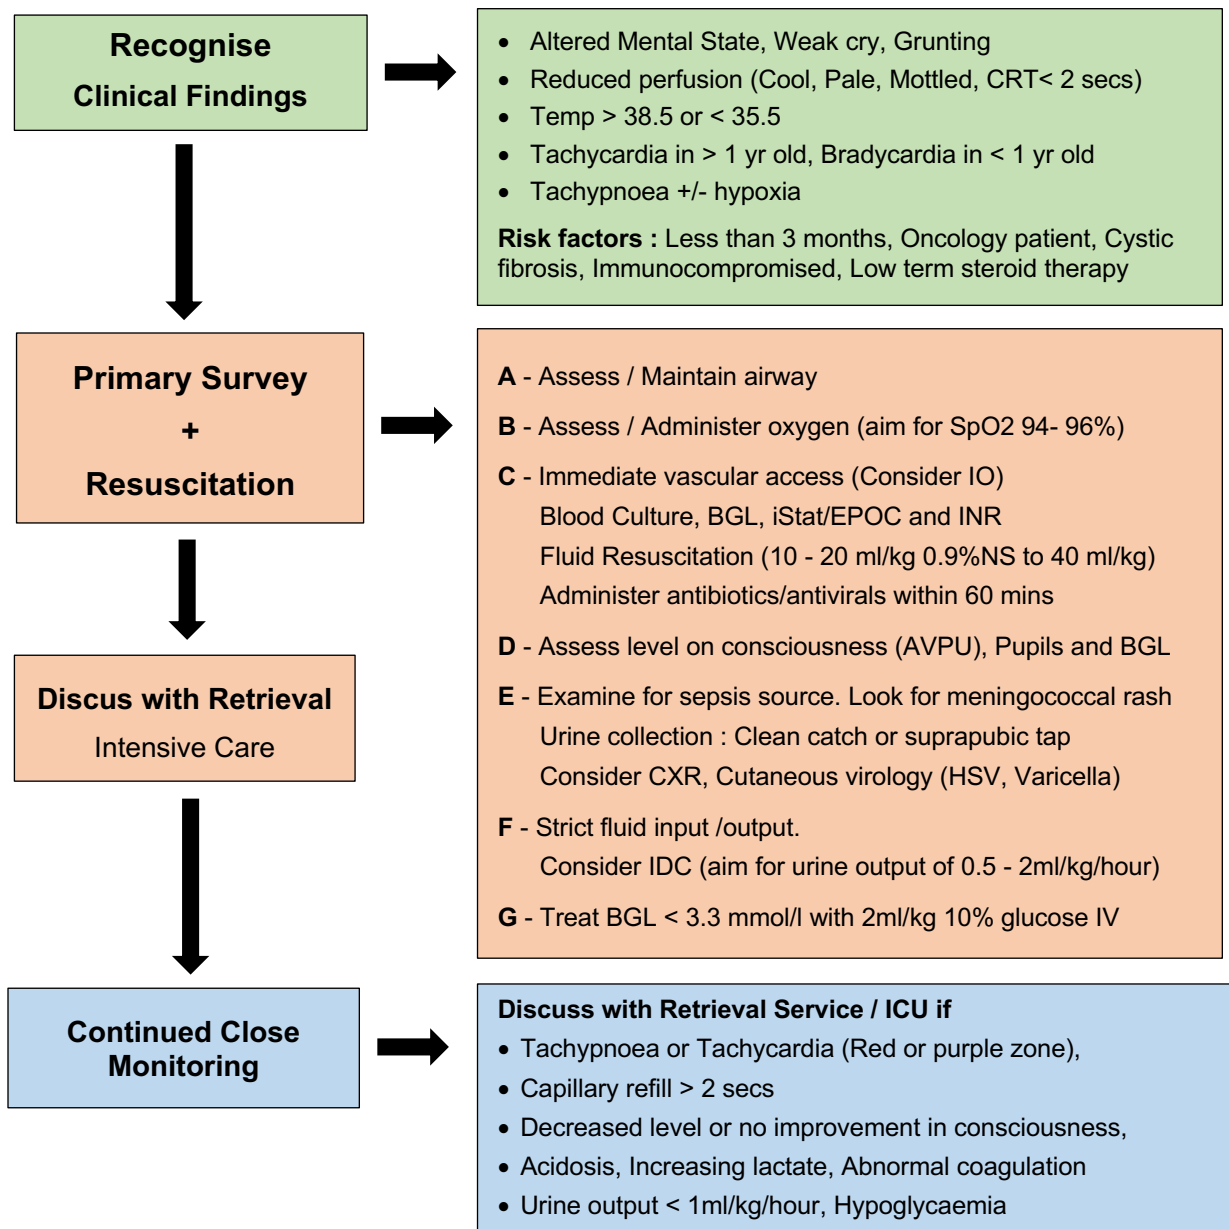 Recognise
Clinical Findings
• Altered Mental State, Weak cry, Grunting
• Reduced perfusion (Cool, Pale, Mottled, CRT< 2 secs)
• Temp > 38.5 or < 35.5
• Tachycardia in > 1 yr old, Bradycardia in < 1 yr old
• Tachypnoea +/- hypoxia
Risk factors : Less than 3 months, Oncology patient, Cystic
fibrosis, Immunocompromised, Low term steroid therapy
Primary Survey
+
Resuscitation
A - Assess / Maintain airway
B - Assess / Administer oxygen (aim for SpO2 94- 96%)
C - Immediate vascular access (Consider IO)
Blood Culture, BGL, iStat/EPOC and INR
Fluid Resuscitation (10 - 20 ml/kg 0.9%NS to 40 ml/kg)
Administer antibiotics/antivirals within 60 mins
D - Assess level on consciousness (AVPU), Pupils and BGL
E - Examine for sepsis source. Look for meningococcal rash
Urine collection : Clean catch or suprapubic tap
Consider CXR, Cutaneous virology (HSV, Varicella)
F - Strict fluid input /output.
Consider IDC (aim for urine output of 0.5 - 2ml/kg/hour)
G - Treat BGL < 3.3 mmol/l with 2ml/kg 10% glucose IV
Discus with Retrieval
Intensive Care
Continued Close
Monitoring
Discuss with Retrieval Service / ICU if
• Tachypnoea or Tachycardia (Red or purple zone),
• Capillary refill > 2 secs
• Decreased level or no improvement in consciousness,
• Acidosis, Increasing lactate, Abnormal coagulation
• Urine output < 1ml/kg/hour, Hypoglycaemia